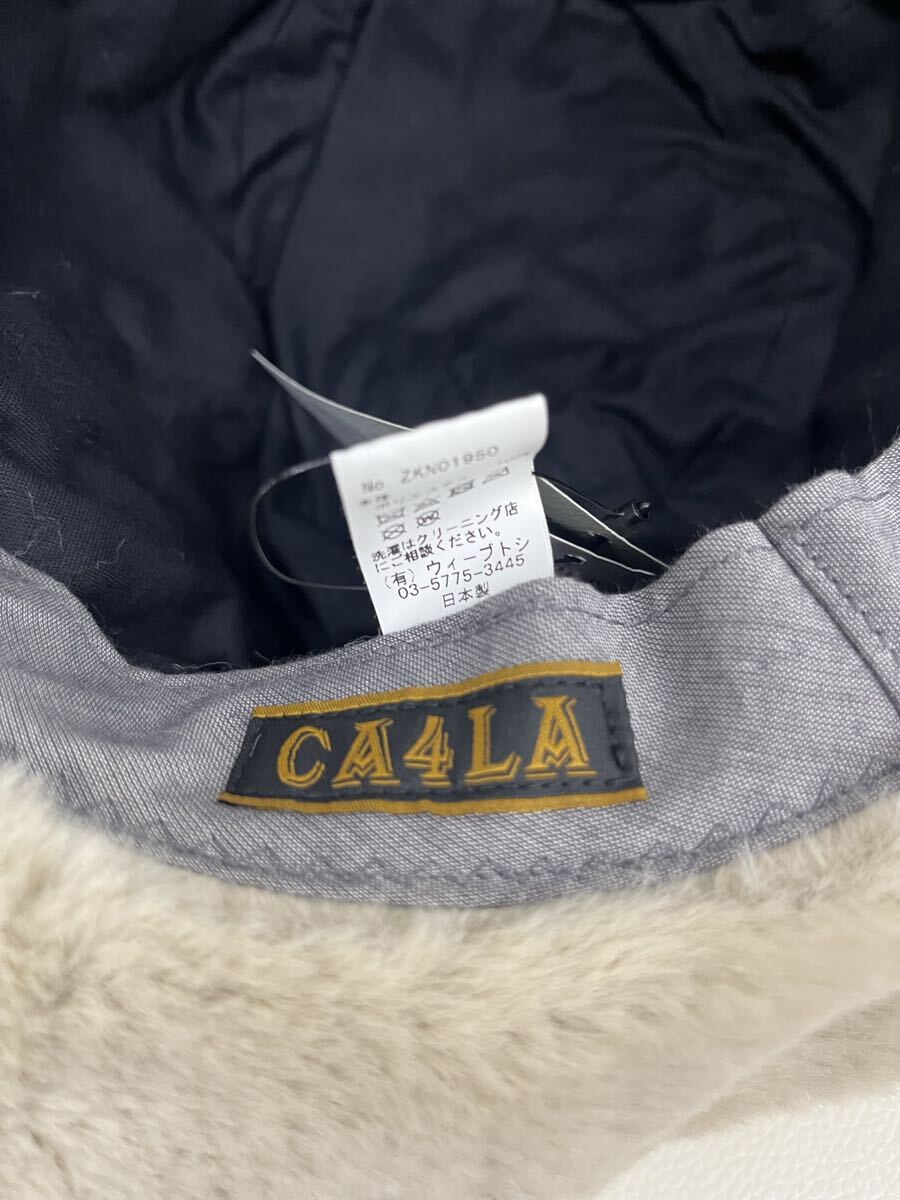 No. ZKN01950
洗濯はクリーニング店
にご相談ください。
(有) ウィーブトシ
03-5775-3445
日本製
CA4LA